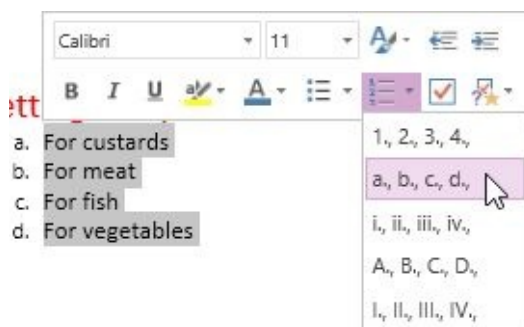 Calibri 11
B I U ab A
ett
a. For custards
b. For meat
c. For fish
d. For vegetables
1., 2., 3., 4.,
a., b., c., d.,
i., ii., iii., iv.,
A., B., C., D.,
I., II., III., IV.,